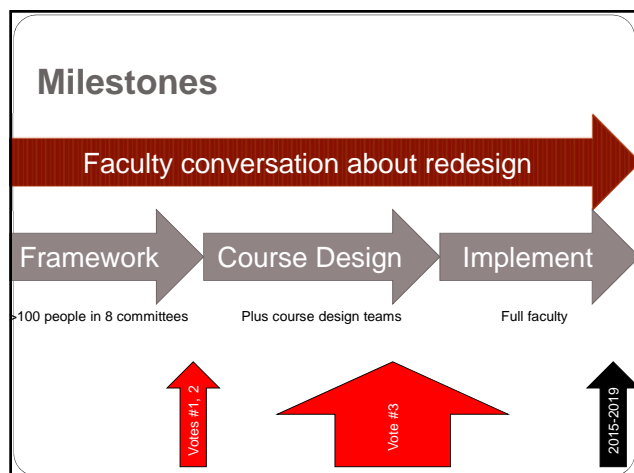 Milestones
Faculty conversation about redesign
Framework
Course Design
Implement
>100 people in 8 committees
Plus course design teams
Full faculty
Votes #1, 2
Vote #3
2015-2019